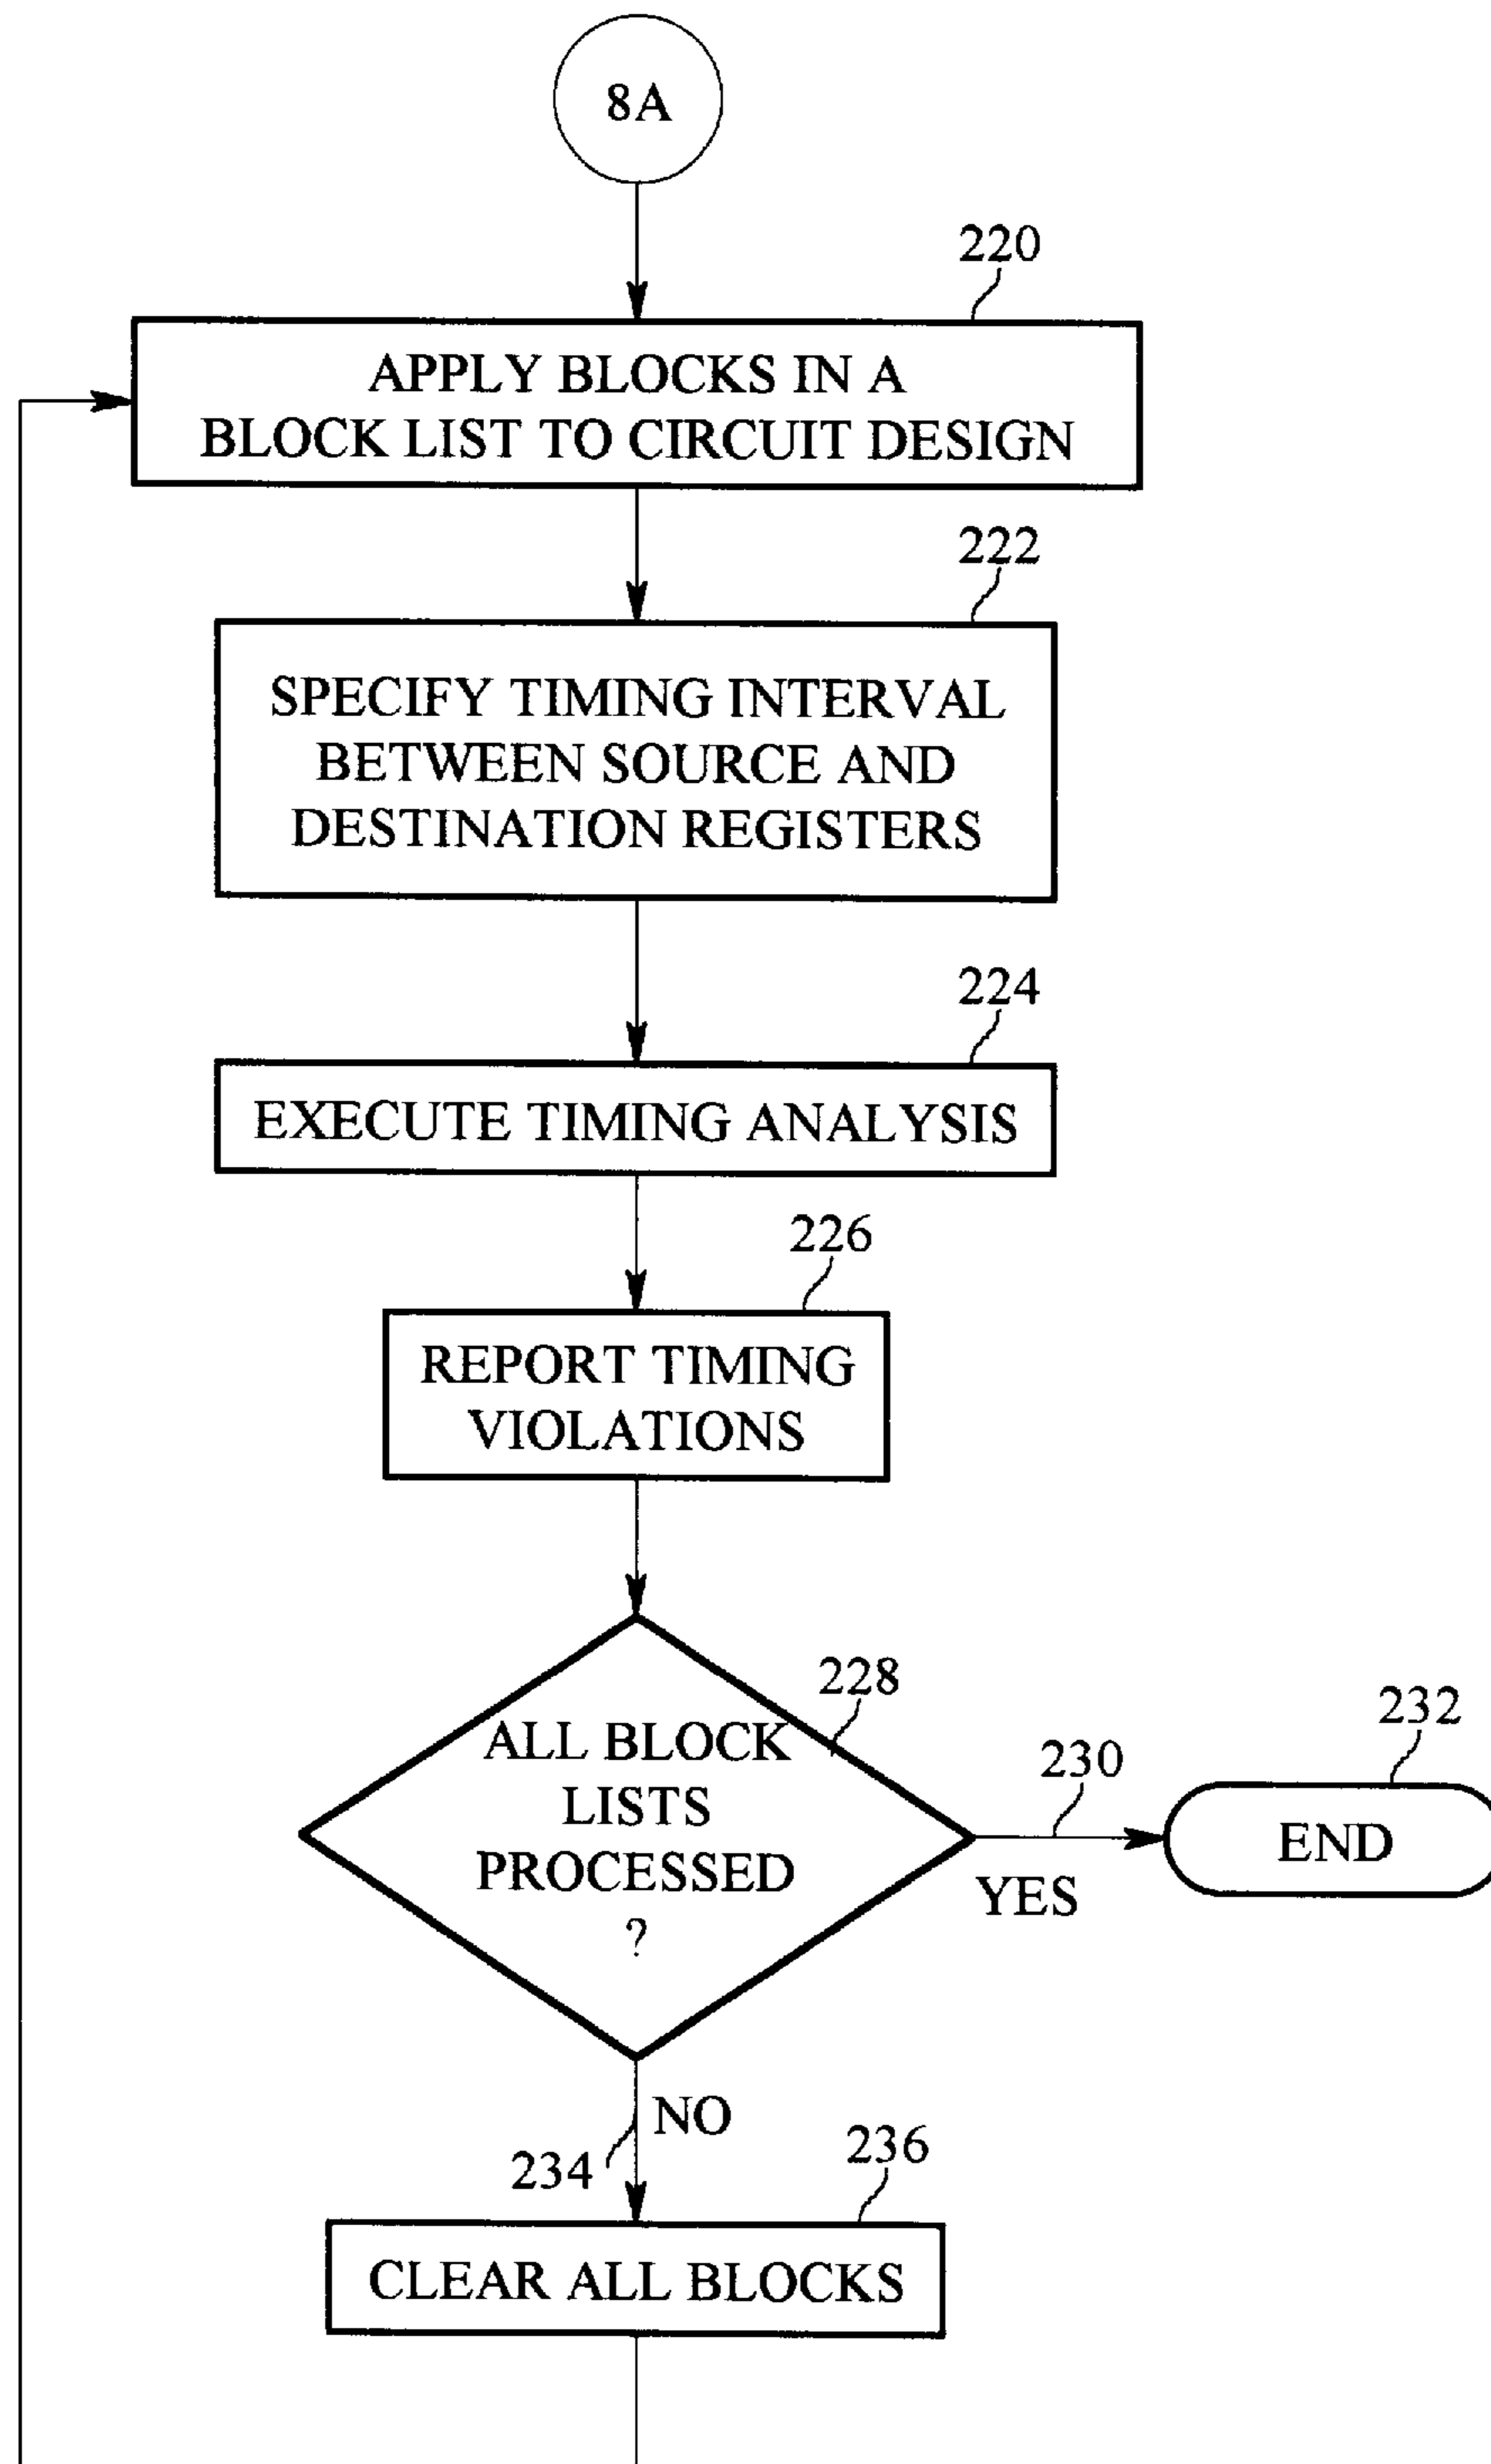 8A
220
APPLY BLOCKS IN A
BLOCK LIST TO CIRCUIT DESIGN
222
SPECIFY TIMING INTERVAL
BETWEEN SOURCE AND
DESTINATION REGISTERS
224
EXECUTE TIMING ANALYSIS
226
REPORT TIMING
VIOLATIONS
228
ALL BLOCK
LISTS
PROCESSED
?
230
YES
232
END
NO
234
236
CLEAR ALL BLOCKS